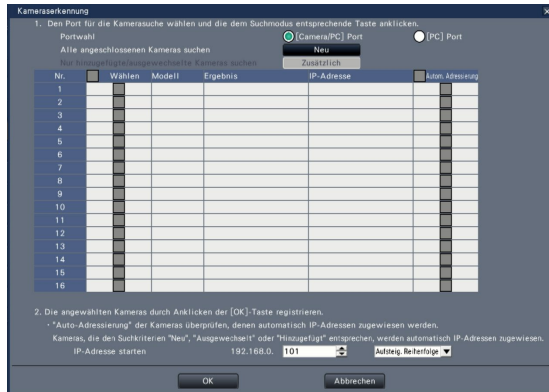 Kameraerkennung
1. Den Port für die Kamerasuche wählen und die dem Suchmodus entsprechende Taste anklicken.
Portwahl [Camera/PC] Port [PC] Port
Alle angeschlossenen Kameras suchen Neu
Nur hinzugefügte/ausgewechselte Kameras suchen Zusätzlich
Nr. Wählen Modell Ergebnis IP-Adresse Autom. Adressierung
1
2
3
4
5
6
7
8
9
10
11
12
13
14
15
16
2. Die angewählten Kameras durch Anklicken der [OK]-Taste registrieren.
· "Auto-Adressierung" der Kameras überprüfen, denen automatisch IP-Adressen zugewiesen werden.
Kameras, die den Suchkriterien "Neu", "Ausgewechselt" oder "Hinzugefügt" entsprechen, werden automatisch IP-Adressen zugewiesen.
IP-Adresse starten 192.168.0. 101 Aufsteig. Reihenfolge
OK Abbrechen